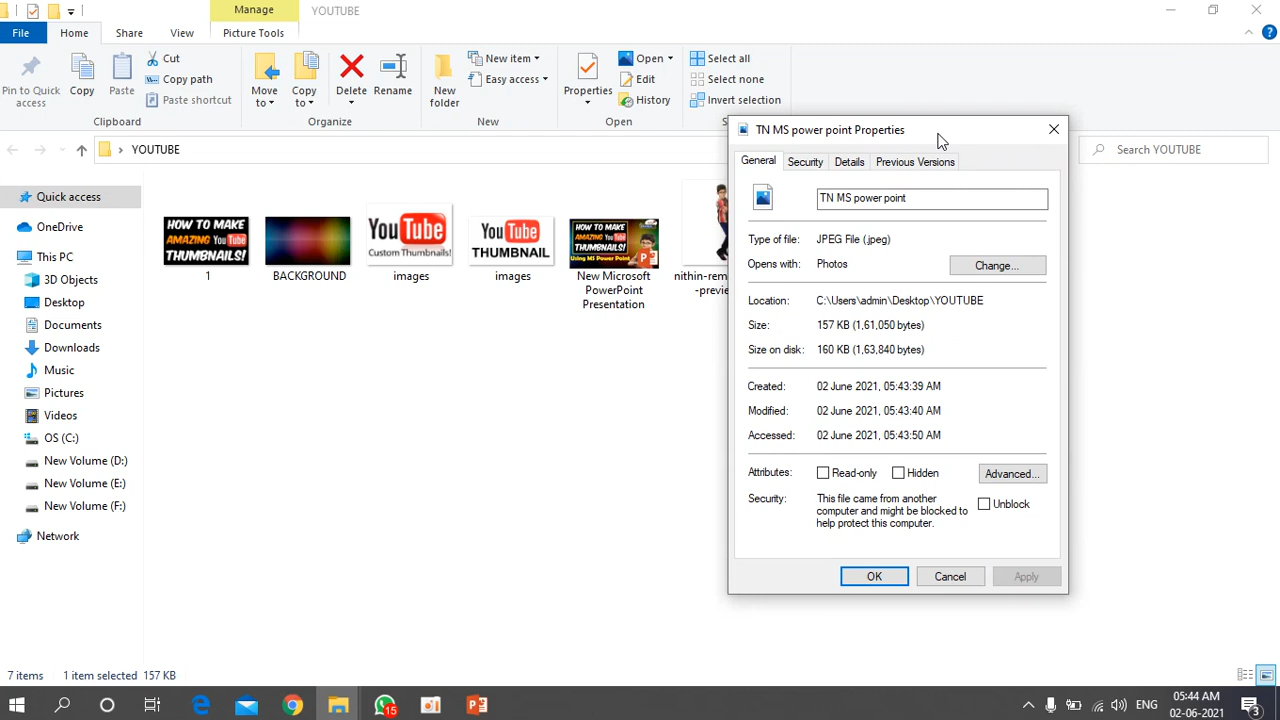 Manage
YOUTUBE
File
Home
Share
View
Picture Tools
Pin to Quick
access
Copy
Paste
Cut
Copy path
Paste shortcut
Clipboard
Move
to
Copy
to
Delete
Rename
Organize
New
folder
New item
Easy access
New
Properties
Open
Edit
History
Open
Select all
Select none
Invert selection
YOUTUBE
Search YOUTUBE
Quick access
OneDrive
This PC
3D Objects
Desktop
Documents
Downloads
Music
Pictures
Videos
OS (C:)
New Volume (D:)
New Volume (E:)
New Volume (F:)
Network
HOW TO MAKE
AMAZING YouTube
THUMBNAILS!
1
BACKGROUND
YouTube
Custom Thumbnails!
images
YouTube
THUMBNAIL
images
HOW TO MAKE
AMAZING YouTube
THUMBNAILS!
Using MS Power Point
New Microsoft
PowerPoint
Presentation
nithin-rem
-previe
TN MS power point Properties
General
Security
Details
Previous Versions
TN MS power point
Type of file: JPEG File (.jpeg)
Opens with: Photos
Change...
Location: C:\Users\admin\Desktop\YOUTUBE
Size: 157 KB (1,61,050 bytes)
Size on disk: 160 KB (1,63,840 bytes)
Created: 02 June 2021, 05:43:39 AM
Modified: 02 June 2021, 05:43:40 AM
Accessed: 02 June 2021, 05:43:50 AM
Attributes: Read-only Hidden Advanced...
Security: This file came from another
computer and might be blocked to
help protect this computer.
Unblock
OK Cancel Apply
7 items 1 item selected 157 KB
15
ENG
05:44 AM
02-06-2021
3